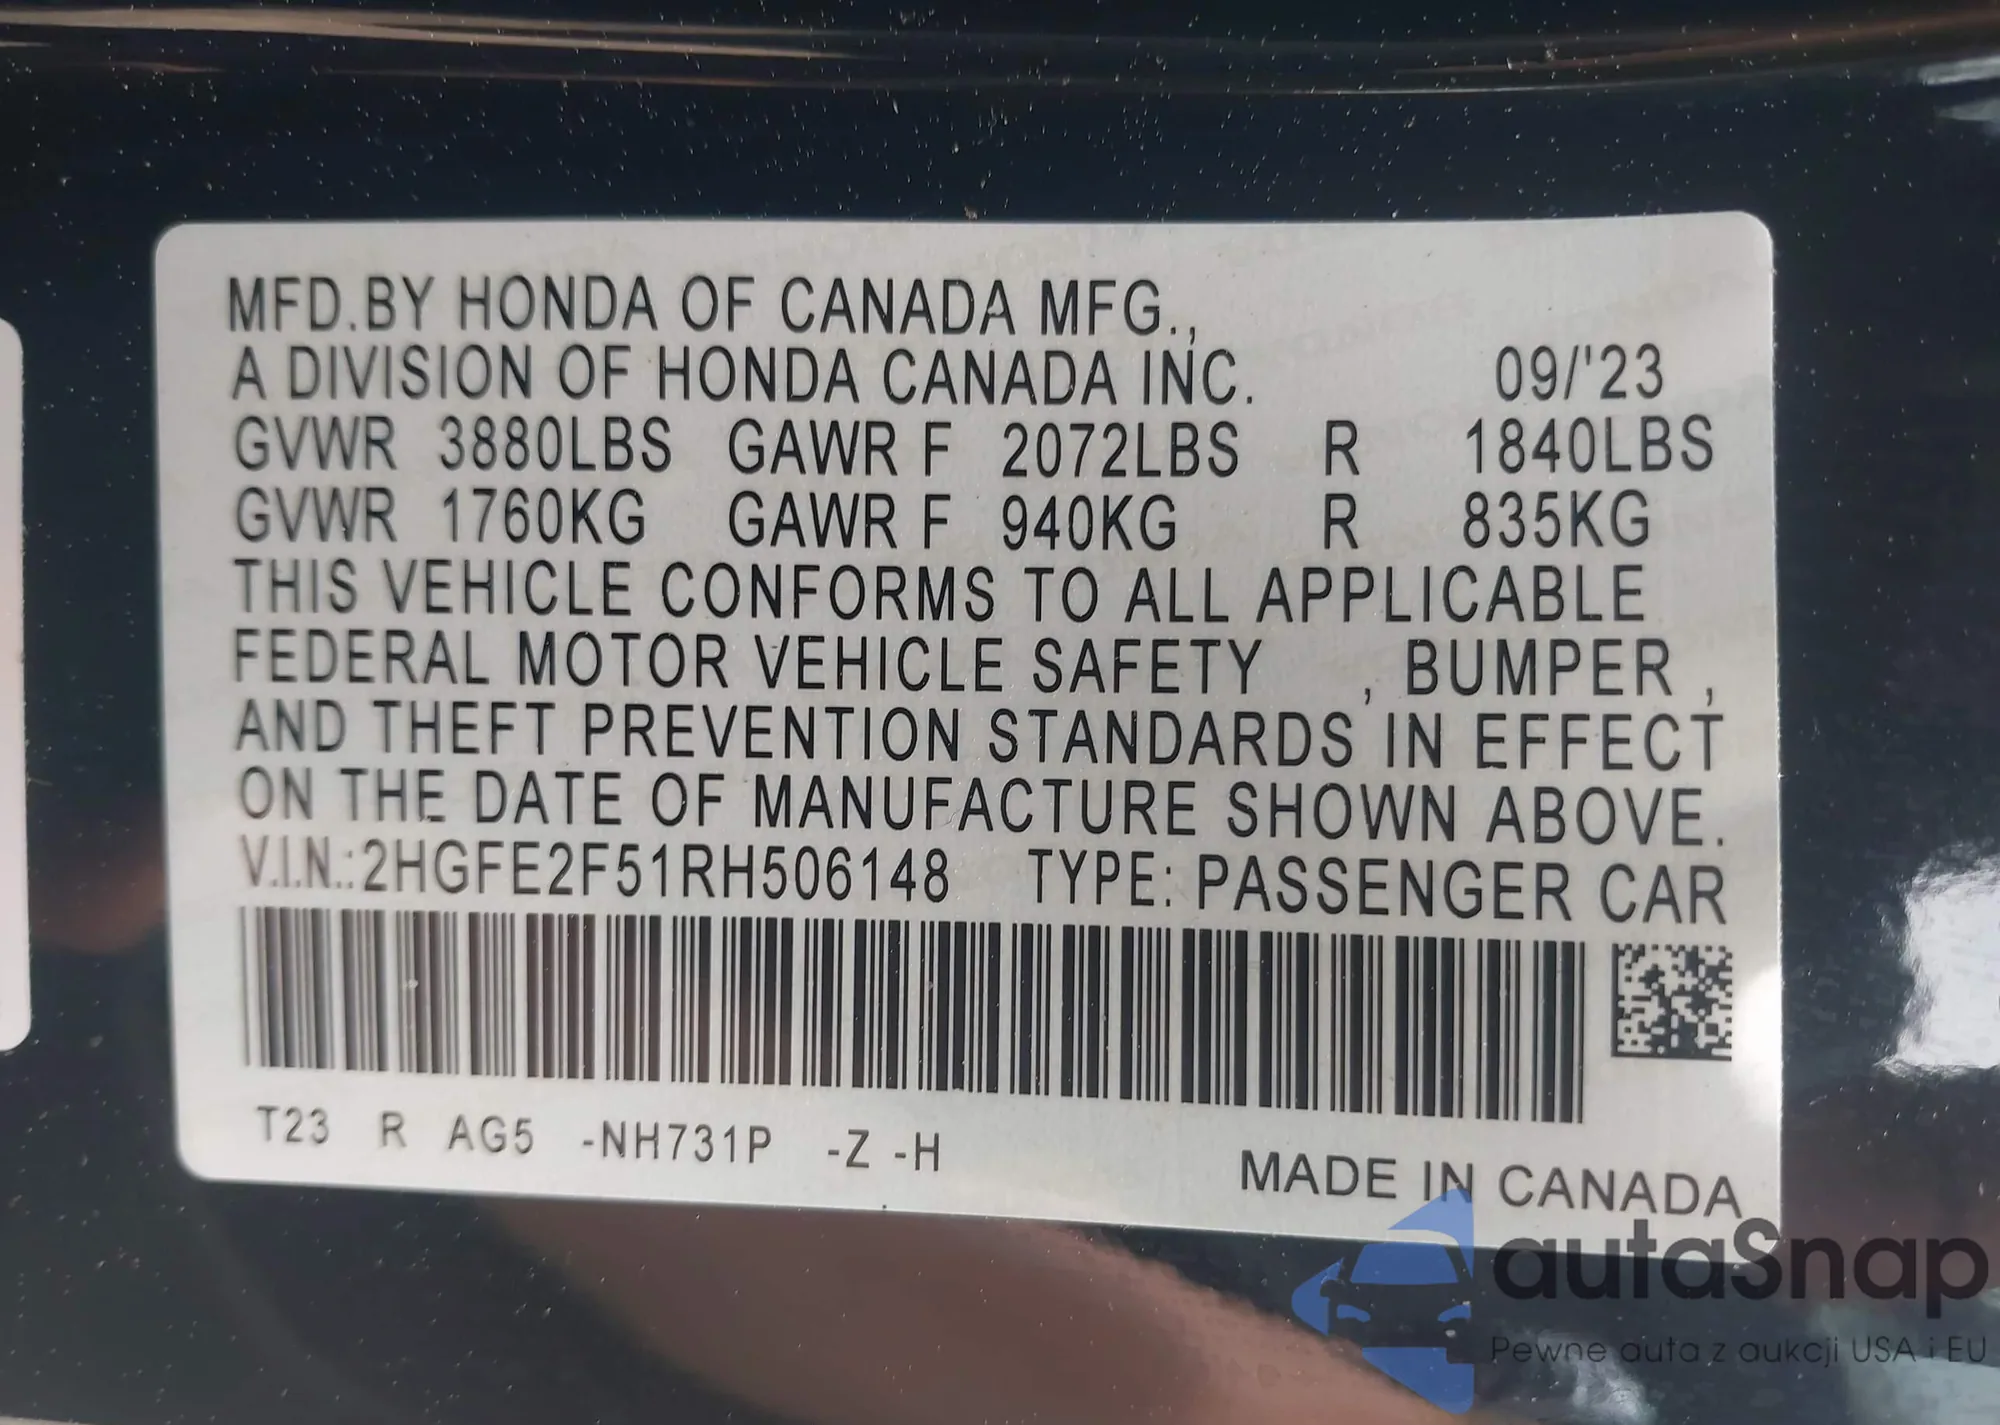 MFD.BY HONDA OF CANADA MFG.,
A DIVISION OF HONDA CANADA INC. 09/'23
GVWR 3880LBS GAWR F 2072LBS R 1840LBS
GVWR 1760KG GAWR F 940KG R 835KG
THIS VEHICLE CONFORMS TO ALL APPLICABLE
FEDERAL MOTOR VEHICLE SAFETY , BUMPER ,
AND THEFT PREVENTION STANDARDS IN EFFECT
ON THE DATE OF MANUFACTURE SHOWN ABOVE.
V.I.N.:2HGFE2F51RH506148 TYPE: PASSENGER CAR
T23 R AG5 -NH731P -Z -H
MADE IN CANADA
autaSnap
Pewne auta z aukcji USA i EU